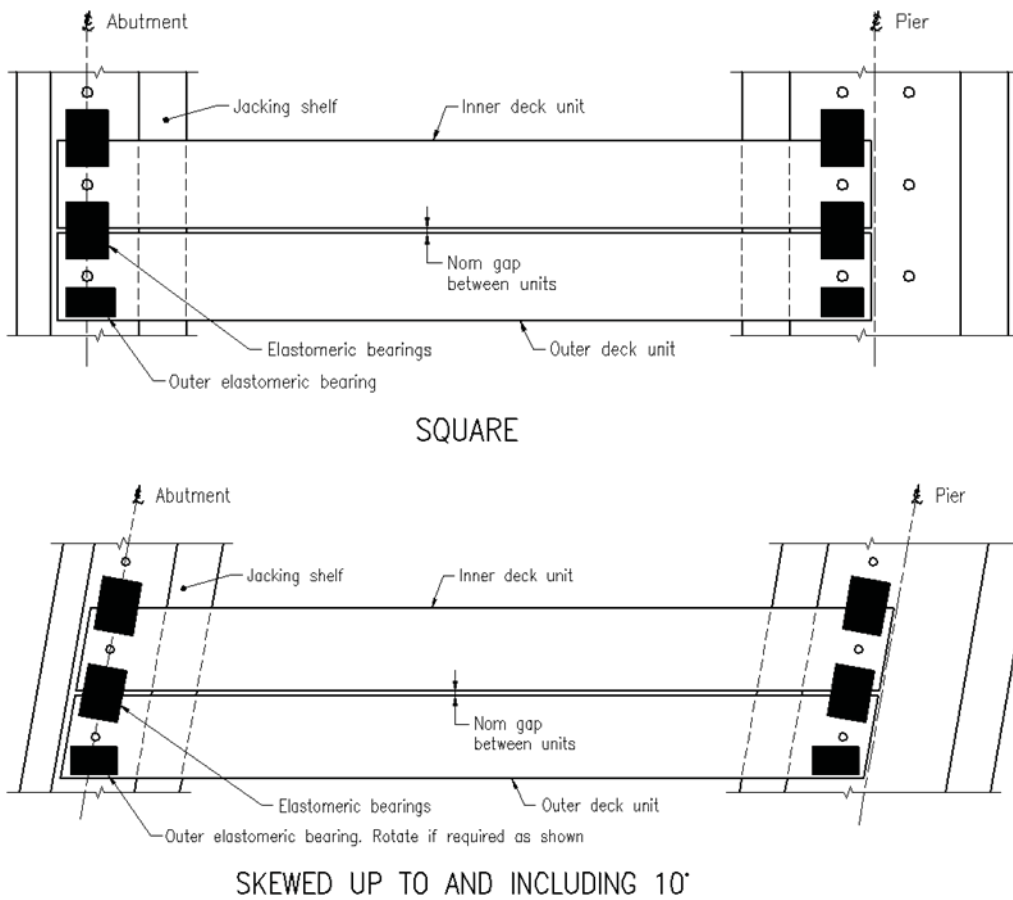 ℄ Abutment
℄ Pier
Jacking shelf
Inner deck unit
Nom gap
between units
Elastomeric bearings
Outer deck unit
Outer elastomeric bearing
SQUARE
℄ Abutment
℄ Pier
Jacking shelf
Inner deck unit
Nom gap
between units
Elastomeric bearings
Outer deck unit
Outer elastomeric bearing. Rotate if required as shown
SKEWED UP TO AND INCLUDING 10°